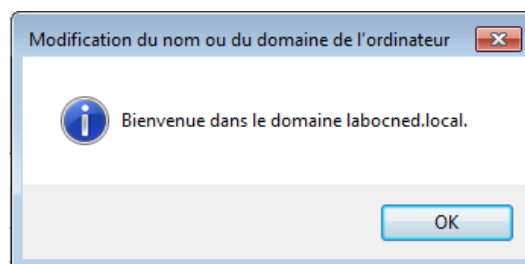 Modification du nom ou du domaine de l'ordinateur
Bienvenue dans le domaine labocned.local.
OK